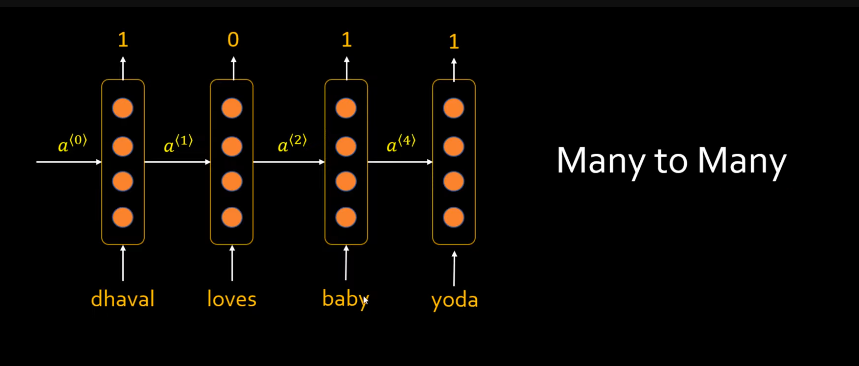 1 0 1 1
a⟨0⟩ a⟨1⟩ a⟨2⟩ a⟨4⟩
Many to Many
dhaval loves baby yoda